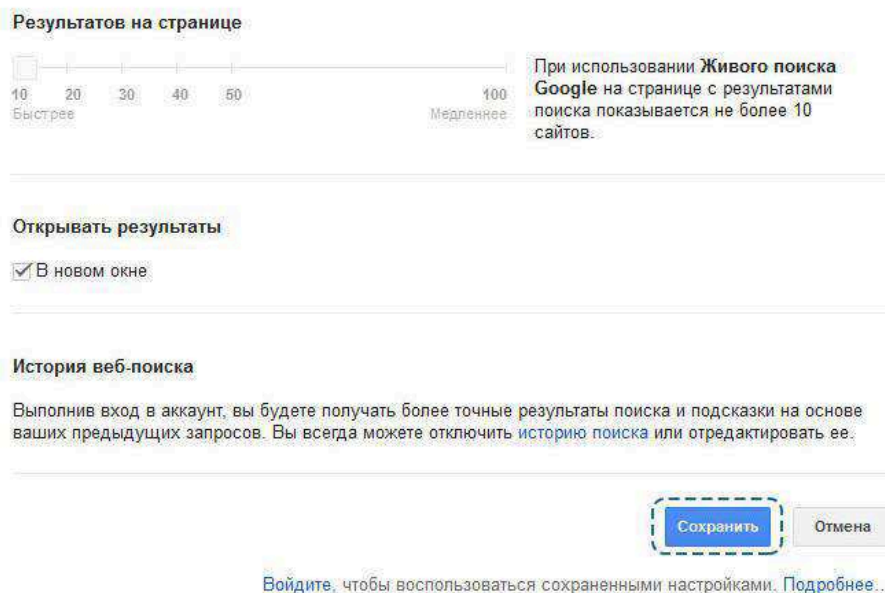 Результатов на странице
10 20 30 40 50 100
Быстрее Медленнее
При использовании Живого поиска
Google на странице с результатами
поиска показывается не более 10
сайтов.
Открывать результаты
В новом окне
История веб-поиска
Выполнив вход в аккаунт, вы будете получать более точные результаты поиска и подсказки на основе
ваших предыдущих запросов. Вы всегда можете отключить историю поиска или отредактировать ее.
Сохранить Отмена
Войдите, чтобы воспользоваться сохраненными настройками. Подробнее..